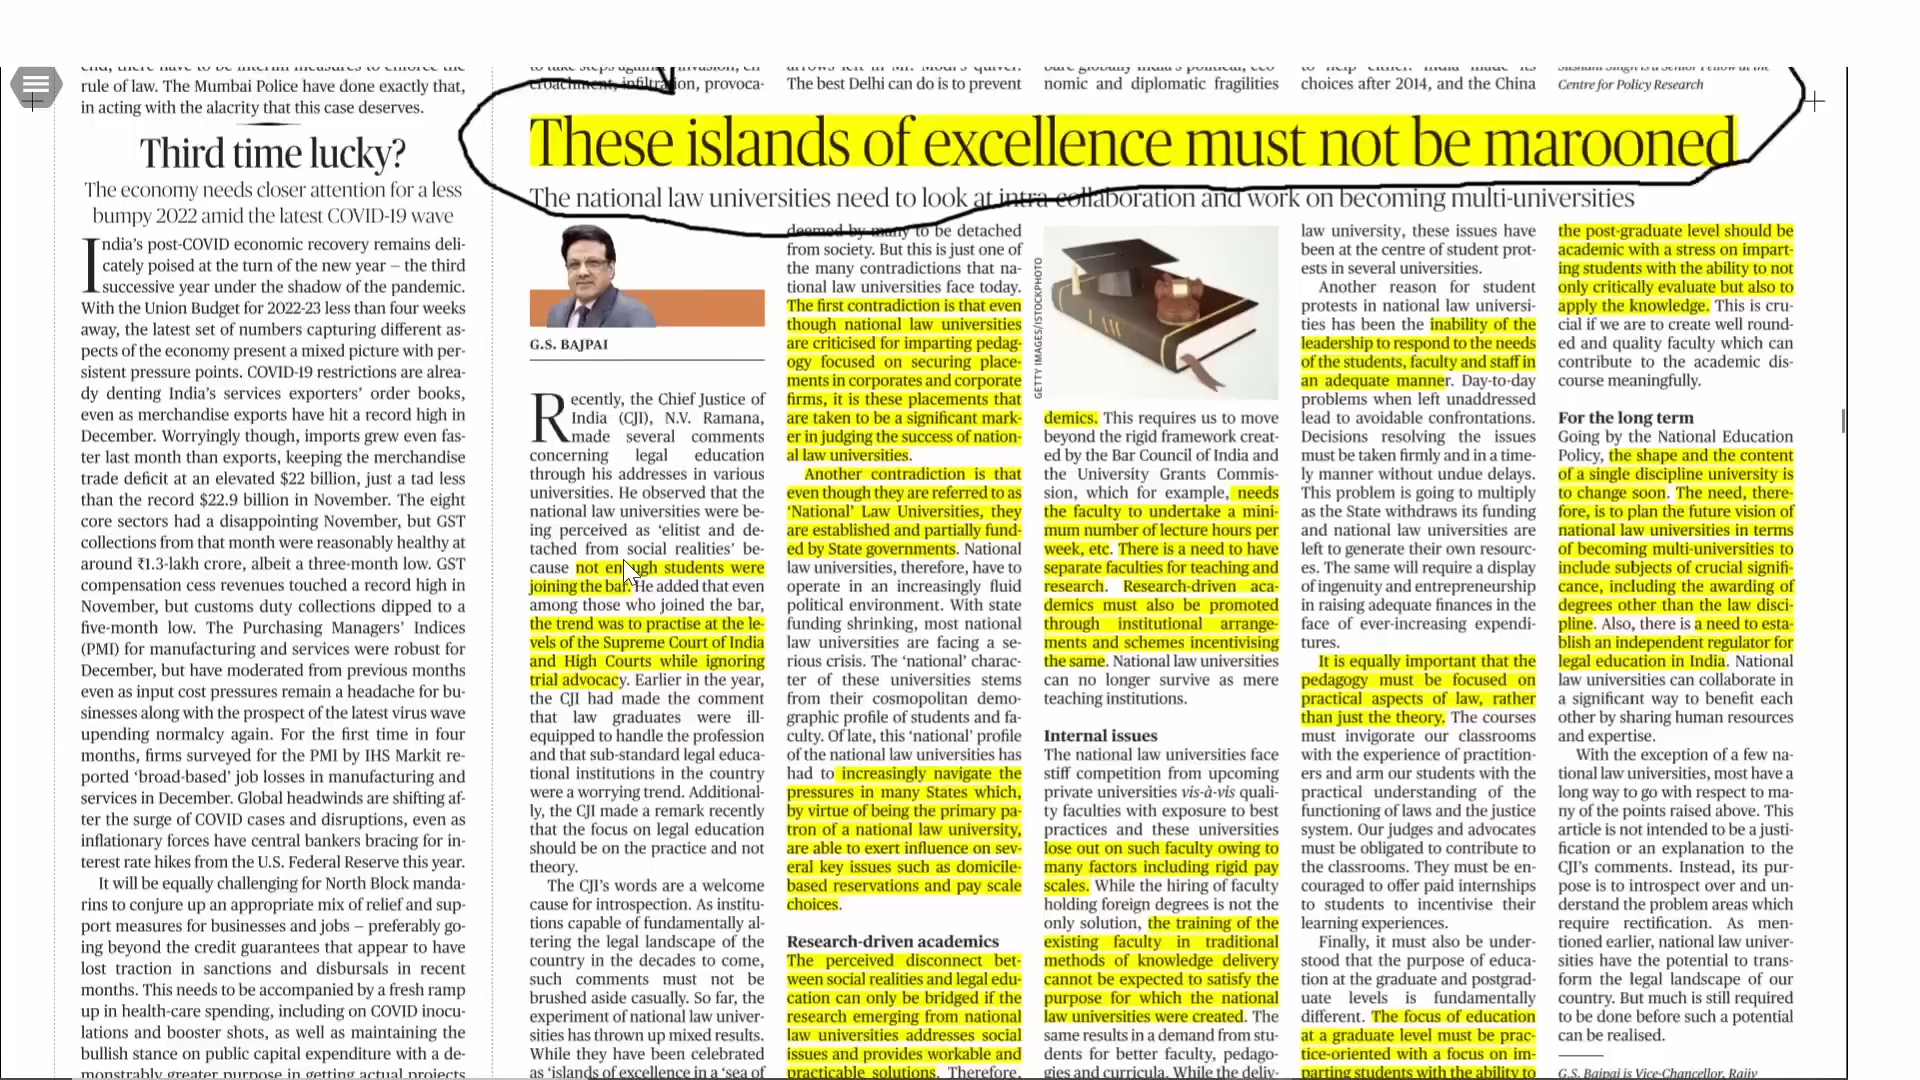 rule of law. The Mumbai Police have done exactly that,
in acting with the alacrity that this case deserves.
Third time lucky?
The economy needs closer attention for a less
bumpy 2022 amid the latest COVID-19 wave
India's post-COVID economic recovery remains deli-
cately poised at the turn of the new year – the third
successive year under the shadow of the pandemic.
With the Union Budget for 2022-23 less than four weeks
away, the latest set of numbers capturing different as-
pects of the economy present a mixed picture with per-
sistent pressure points. COVID-19 restrictions are alrea-
dy denting India's services exporters' order books,
even as merchandise exports have hit a record high in
December. Worryingly though, imports grew even fas-
ter last month than exports, keeping the merchandise
trade deficit at an elevated $22 billion, just a tad less
than the record $22.9 billion in November. The eight
core sectors had a disappointing November, but GST
collections from that month were reasonably healthy at
around ₹1.3-lakh crore, albeit a three-month low. GST
compensation cess revenues touched a record high in
November, but customs duty collections dipped to a
five-month low. The Purchasing Managers' Indices
(PMI) for manufacturing and services were robust for
December, but have moderated from previous months
even as input cost pressures remain a headache for bu-
sinesses along with the prospect of the latest virus wave
upending normalcy again. For the first time in four
months, firms surveyed for the PMI by IHS Markit re-
ported 'broad-based' job losses in manufacturing and
services in December. Global headwinds are shifting af-
ter the surge of COVID cases and disruptions, even as
inflationary forces have central bankers bracing for in-
terest rate hikes from the U.S. Federal Reserve this year.
It will be equally challenging for North Block manda-
rins to conjure up an appropriate mix of relief and sup-
port measures for businesses and jobs – preferably go-
ing beyond the credit guarantees that appear to have
lost traction in sanctions and disbursals in recent
months. This needs to be accompanied by a fresh ramp
up in health-care spending, including on COVID inocu-
lations and booster shots, as well as maintaining the
bullish stance on public capital expenditure with a de-
monstrably greater purpose in getting actual projects
to take steps against invasion, en-
croachment, infiltration, provoca-
The best Delhi can do is to prevent
nomic and diplomatic fragilities
choices after 2014, and the China
Centre for Policy Research
These islands of excellence must not be marooned
The national law universities need to look at intra-collaboration and work on becoming multi-universities
G.S. BAJPAI
Recently, the Chief Justice of
India (CJI), N.V. Ramana,
made several comments
concerning legal education
through his addresses in various
universities. He observed that the
national law universities were be-
ing perceived as 'elitist and de-
tached from social realities' be-
cause not enough students were
joining the bar. He added that even
among those who joined the bar,
the trend was to practise at the le-
vels of the Supreme Court of India
and High Courts while ignoring
trial advocacy. Earlier in the year,
the CJI had made the comment
that law graduates were ill-
equipped to handle the profession
and that sub-standard legal educa-
tional institutions in the country
were a worrying trend. Additional-
ly, the CJI made a remark recently
that the focus on legal education
should be on the practice and not
theory.
The CJI's words are a welcome
cause for introspection. As institu-
tions capable of fundamentally al-
tering the legal landscape of the
country in the decades to come,
such comments must not be
brushed aside casually. So far, the
experiment of national law univer-
sities has thrown up mixed results.
While they have been celebrated
as 'islands of excellence in a 'sea of
deemed by many to be detached
from society. But this is just one of
the many contradictions that na-
tional law universities face today.
The first contradiction is that even
though national law universities
are criticised for imparting pedag-
ogy focused on securing place-
ments in corporates and corporate
firms, it is these placements that
are taken to be a significant mark-
er in judging the success of nation-
al law universities.
Another contradiction is that
even though they are referred to as
'National' Law Universities, they
are established and partially fund-
ed by State governments. National
law universities, therefore, have to
operate in an increasingly fluid
political environment. With state
funding shrinking, most national
law universities are facing a se-
rious crisis. The 'national' charac-
ter of these universities stems
from their cosmopolitan demo-
graphic profile of students and fa-
culty. Of late, this 'national' profile
of the national law universities has
had to increasingly navigate the
pressures in many States which,
by virtue of being the primary pa-
tron of a national law university,
are able to exert influence on sev-
eral key issues such as domicile-
based reservations and pay scale
choices.
Research-driven academics
The perceived disconnect bet-
ween social realities and legal edu-
cation can only be bridged if the
research emerging from national
law universities addresses social
issues and provides workable and
practicable solutions. Therefore,
GETTY IMAGES/ISTOCKPHOTO
LAW
demics. This requires us to move
beyond the rigid framework creat-
ed by the Bar Council of India and
the University Grants Commis-
sion, which for example, needs
the faculty to undertake a mini-
mum number of lecture hours per
week, etc. There is a need to have
separate faculties for teaching and
research. Research-driven aca-
demics must also be promoted
through institutional arrange-
ments and schemes incentivising
the same. National law universities
can no longer survive as mere
teaching institutions.
Internal issues
The national law universities face
stiff competition from upcoming
private universities vis-à-vis quali-
ty faculties with exposure to best
practices and these universities
lose out on such faculty owing to
many factors including rigid pay
scales. While the hiring of faculty
holding foreign degrees is not the
only solution, the training of the
existing faculty in traditional
methods of knowledge delivery
cannot be expected to satisfy the
purpose for which the national
law universities were created. The
same results in a demand from stu-
dents for better faculty, pedago-
gies and curricula. While the deliv-
law university, these issues have
been at the centre of student prot-
ests in several universities.
Another reason for student
protests in national law universi-
ties has been the inability of the
leadership to respond to the needs
of the students, faculty and staff in
an adequate manner. Day-to-day
problems when left unaddressed
lead to avoidable confrontations.
Decisions resolving the issues
must be taken firmly and in a time-
ly manner without undue delays.
This problem is going to multiply
as the State withdraws its funding
and national law universities are
left to generate their own resourc-
es. The same will require a display
of ingenuity and entrepreneurship
in raising adequate finances in the
face of ever-increasing expendi-
tures.
It is equally important that the
pedagogy must be focused on
practical aspects of law, rather
than just the theory. The courses
must invigorate our classrooms
with the experience of practition-
ers and arm our students with the
practical understanding of the
functioning of laws and the justice
system. Our judges and advocates
must be obligated to contribute to
the classrooms. They must be en-
couraged to offer paid internships
to students to incentivise their
learning experiences.
Finally, it must also be under-
stood that the purpose of educa-
tion at the graduate and postgrad-
uate levels is fundamentally
different. The focus of education
at a graduate level must be prac-
tice-oriented with a focus on im-
parting students with the ability to
the post-graduate level should be
academic with a stress on impart-
ing students with the ability to not
only critically evaluate but also to
apply the knowledge. This is cru-
cial if we are to create well round-
ed and quality faculty which can
contribute to the academic dis-
course meaningfully.
For the long term
Going by the National Education
Policy, the shape and the content
of a single discipline university is
to change soon. The need, there-
fore, is to plan the future vision of
national law universities in terms
of becoming multi-universities to
include subjects of crucial signifi-
cance, including the awarding of
degrees other than the law disci-
pline. Also, there is a need to esta-
blish an independent regulator for
legal education in India. National
law universities can collaborate in
a significant way to benefit each
other by sharing human resources
and expertise.
With the exception of a few na-
tional law universities, most have a
long way to go with respect to ma-
ny of the points raised above. This
article is not intended to be a justi-
fication or an explanation to the
CJI's comments. Instead, its pur-
pose is to introspect over and un-
derstand the problem areas which
require rectification. As men-
tioned earlier, national law univer-
sities have the potential to trans-
form the legal landscape of our
country. But much is still required
to be done before such a potential
can be realised.
G.S. Bajpai is Vice-Chancellor, Rajiv